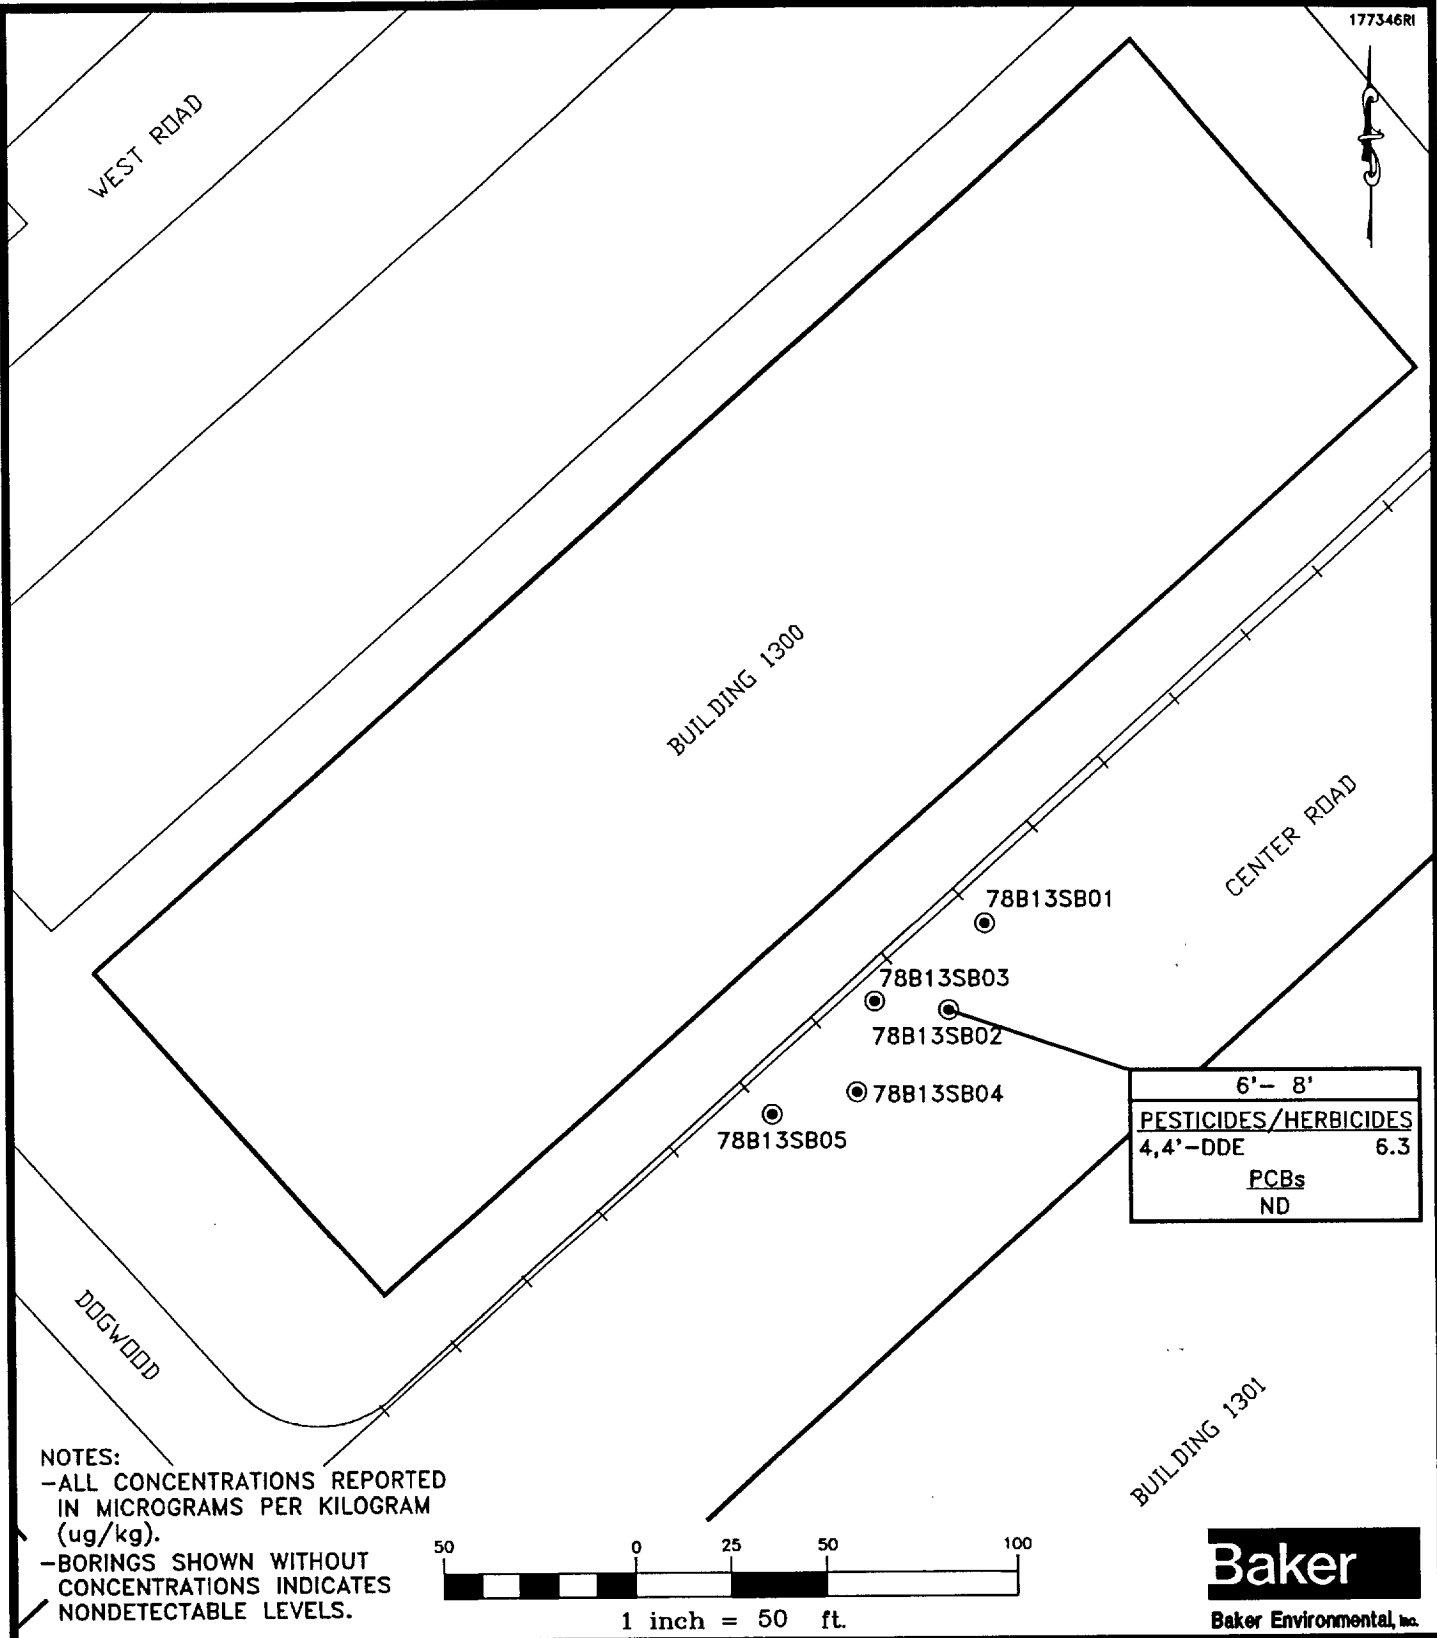 177346RI
WEST ROAD
BUILDING 1300
CENTER ROAD
78B13SB01
78B13SB03
78B13SB02
78B13SB04
78B13SB05
6'- 8'
PESTICIDES/HERBICIDES
4,4'-DDE 6.3
PCBs
ND
DOGWOOD
BUILDING 1301
NOTES:
-ALL CONCENTRATIONS REPORTED
IN MICROGRAMS PER KILOGRAM
(ug/kg).
-BORINGS SHOWN WITHOUT
CONCENTRATIONS INDICATES
NONDETECTABLE LEVELS.
50 0 25 50 100
1 inch = 50 ft.
Baker
Baker Environmental, Inc.